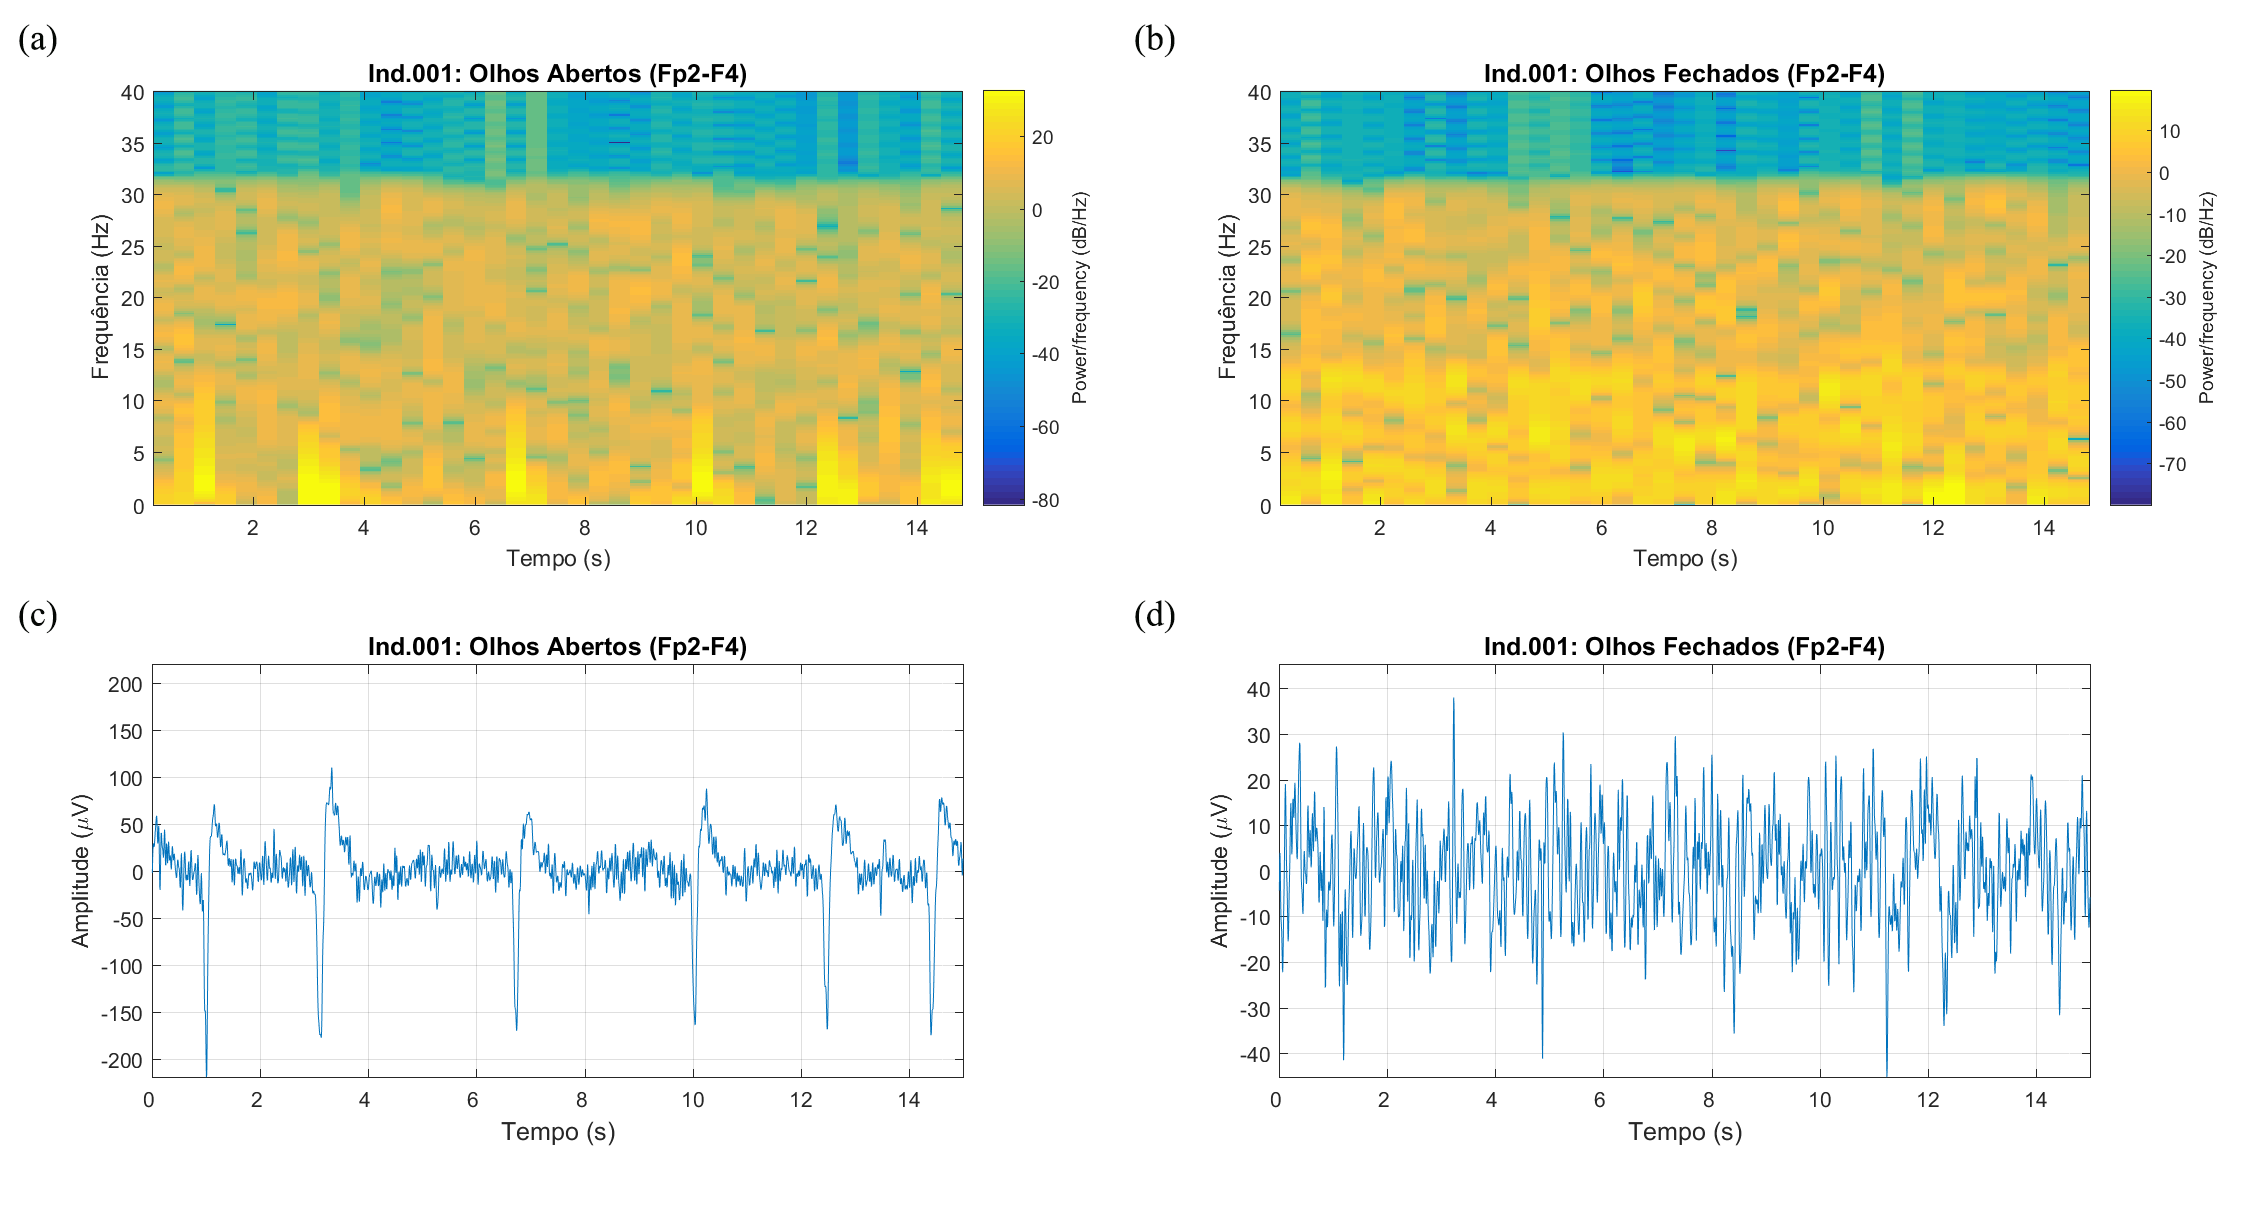 (a)
Ind.001: Olhos Abertos (Fp2-F4)
40
35
30
25
20
15
10
5
0
Frequência (Hz)
2 4 6 8 10 12 14
Tempo (s)
20
0
-20
-40
-60
-80
Power/frequency (dB/Hz)
(b)
Ind.001: Olhos Fechados (Fp2-F4)
40
35
30
25
20
15
10
5
0
Frequência (Hz)
2 4 6 8 10 12 14
Tempo (s)
10
0
-10
-20
-30
-40
-50
-60
-70
Power/frequency (dB/Hz)
(c)
Ind.001: Olhos Abertos (Fp2-F4)
200
150
100
50
0
-50
-100
-150
-200
Amplitude (μV)
0 2 4 6 8 10 12 14
Tempo (s)
(d)
Ind.001: Olhos Fechados (Fp2-F4)
40
30
20
10
0
-10
-20
-30
-40
Amplitude (μV)
0 2 4 6 8 10 12 14
Tempo (s)